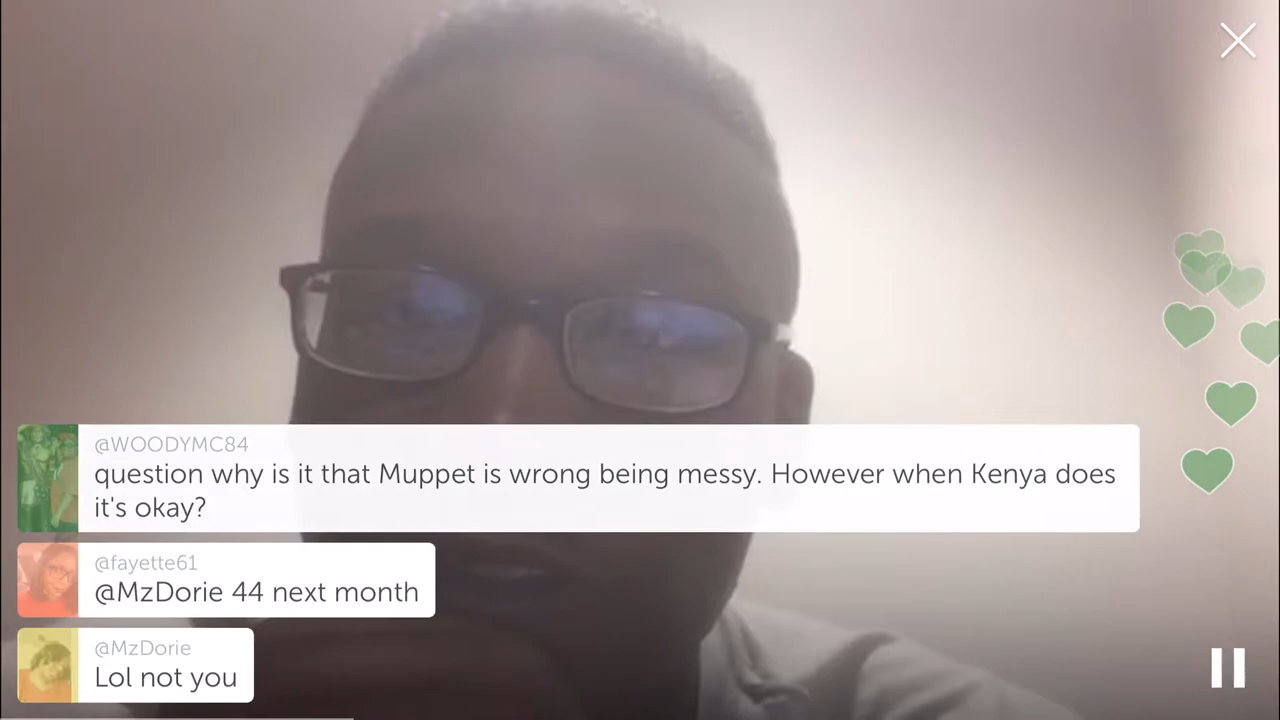 @WOODYMC84
question why is it that Muppet is wrong being messy. However when Kenya does
it's okay?
@fayette61
@MzDorie 44 next month
@MzDorie
Lol not you